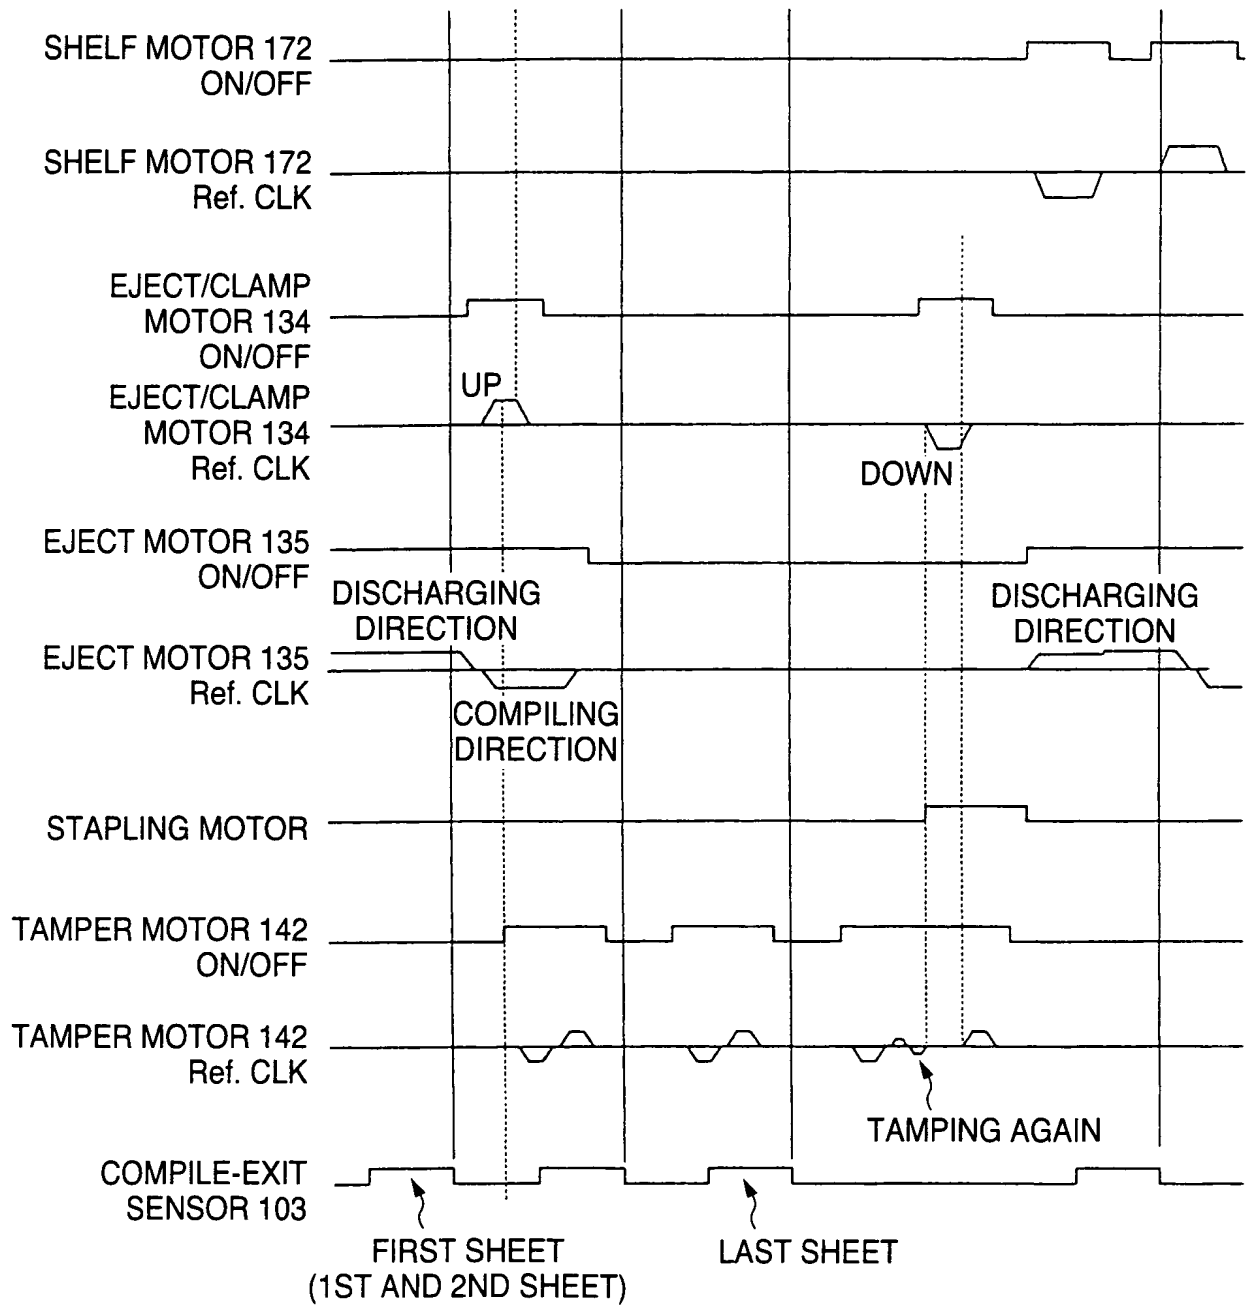 SHELF MOTOR 172
ON/OFF
SHELF MOTOR 172
Ref. CLK
EJECT/CLAMP
MOTOR 134
ON/OFF
UP
EJECT/CLAMP
MOTOR 134
Ref. CLK
DOWN
EJECT MOTOR 135
ON/OFF
DISCHARGING
DIRECTION
DISCHARGING
DIRECTION
EJECT MOTOR 135
Ref. CLK
COMPILING
DIRECTION
STAPLING MOTOR
TAMPER MOTOR 142
ON/OFF
TAMPER MOTOR 142
Ref. CLK
TAMPING AGAIN
COMPILE-EXIT
SENSOR 103
FIRST SHEET
(1ST AND 2ND SHEET)
LAST SHEET